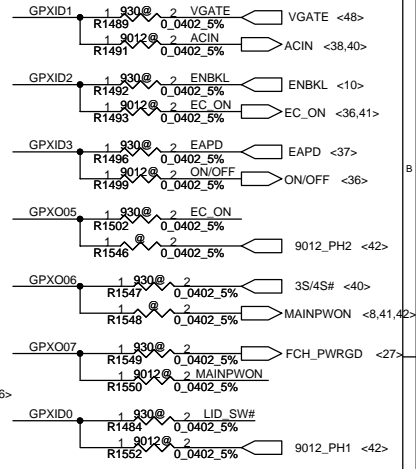 GPXID1 1 930@ 2 VGATE VGATE <48>
R1489 0_0402_5%
1 9012@ 2 ACIN ACIN <38,40>
R1491 0_0402_5%
GPXID2 1 930@ 2 ENBKL ENBKL <10>
R1492 0_0402_5%
1 9012@ 2 EC_ON EC_ON <36,41>
R1493 0_0402_5%
GPXID3 1 930@ 2 EAPD EAPD <37>
R1496 0_0402_5%
1 9012@ 2 ON/OFF ON/OFF <36>
R1499 0_0402_5%
B
GPXO05 1 930@ 2 EC_ON
R1502 0_0402_5%
1 @ 2 9012_PH2 <42>
R1546 0_0402_5%
GPXO06 1 930@ 2 3S/4S# <40>
R1547 0_0402_5%
1 @ 2 MAINPWON <8,41,42>
R1548 0_0402_5%
GPXO07 1 930@ 2 FCH_PWRGD <27>
R1549 0_0402_5%
1 9012@ 2 MAINPWON
R1550 0_0402_5%
6>
GPXID0 1 930@ 2 LID_SW#
R1484 0_0402_5%
1 9012@ 2 9012_PH1 <42>
R1552 0_0402_5%